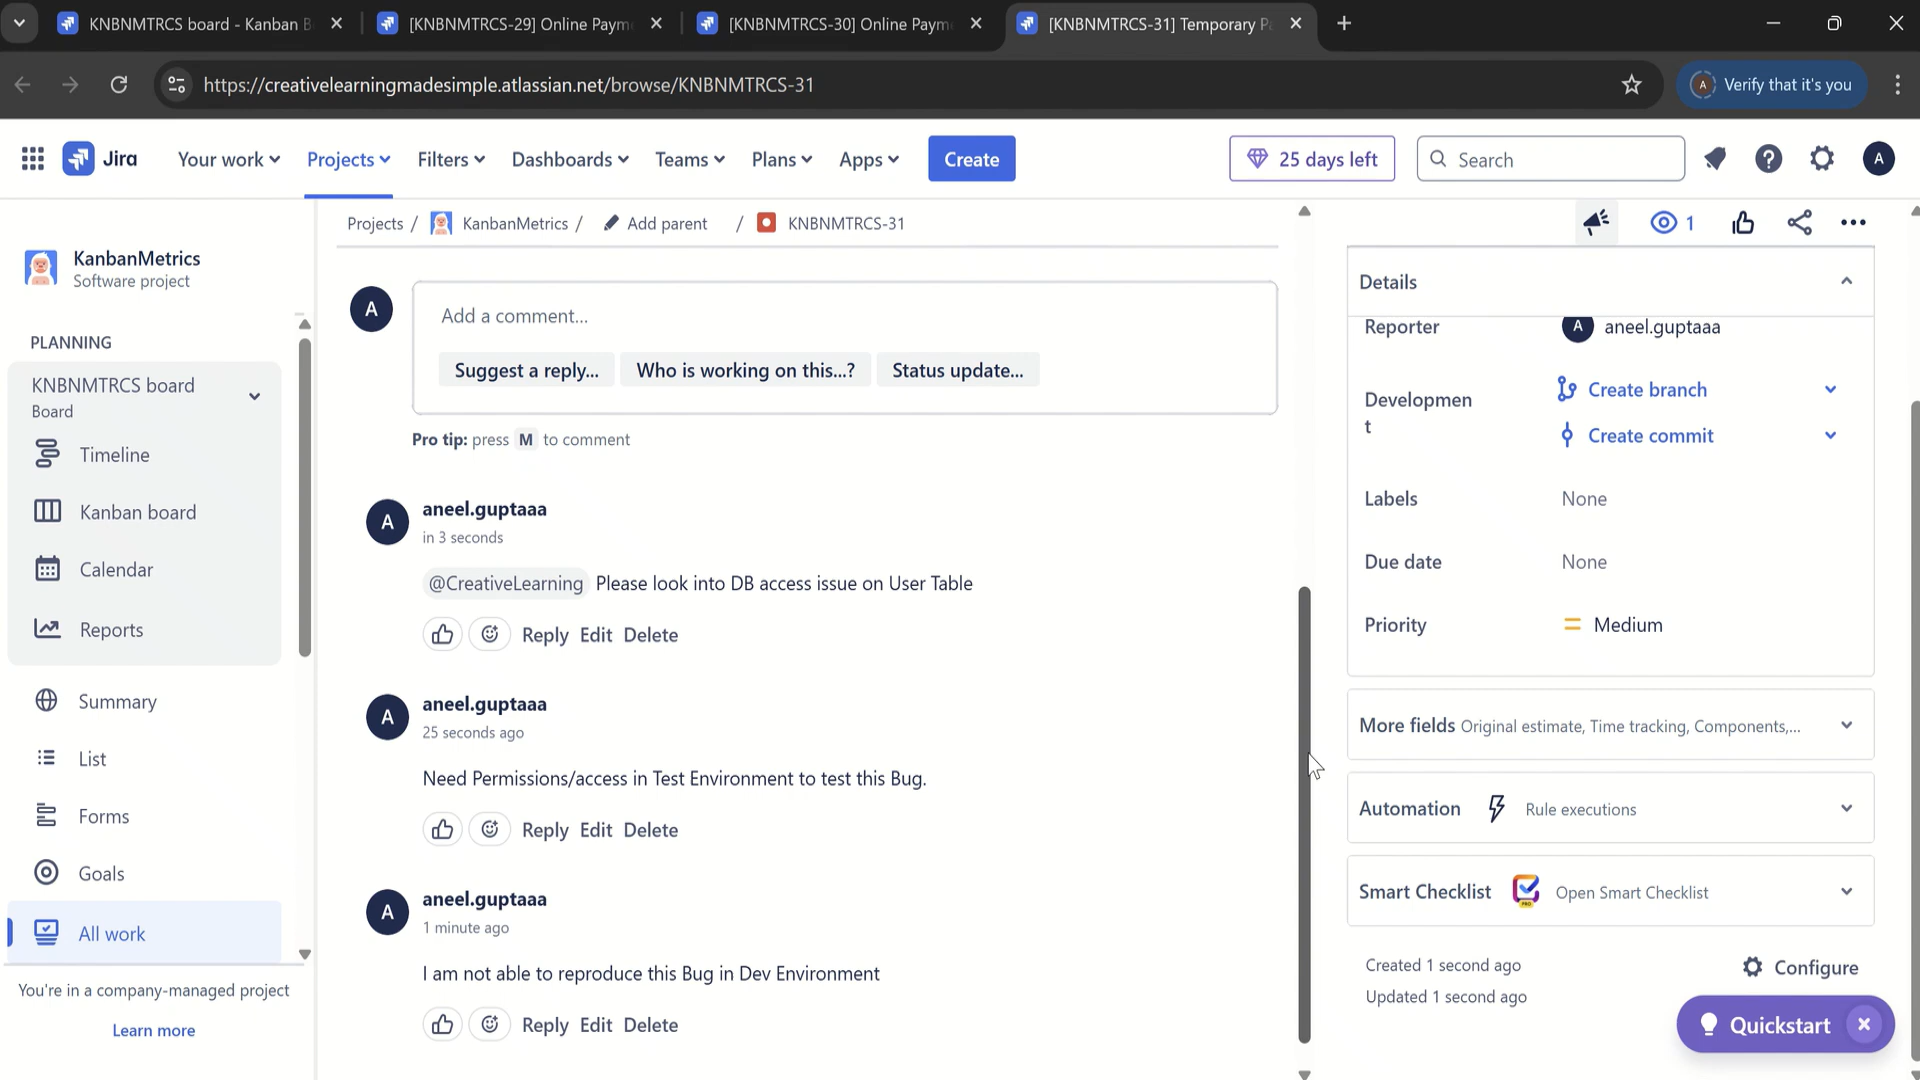 KNBNMTRCS board - Kanban B
[KNBNMTRCS-29] Online Paym
[KNBNMTRCS-30] Online Paym
[KNBNMTRCS-31] Temporary Pa
https://creativelearningmadesimple.atlassian.net/browse/KNBNMTRCS-31
A
Verify that it's you
Jira
Your work
Projects
Filters
Dashboards
Teams
Plans
Apps
Create
25 days left
Search
A
KanbanMetrics
Software project
PLANNING
KNBNMTRCS board
Board
Timeline
Kanban board
Calendar
Reports
Summary
List
Forms
Goals
All work
You're in a company-managed project
Learn more
Projects / KanbanMetrics / Add parent / KNBNMTRCS-31
1
A
Add a comment...
Suggest a reply... Who is working on this...? Status update...
Pro tip: press M to comment
A
aneel.guptaaa
in 3 seconds
@CreativeLearning Please look into DB access issue on User Table
Reply Edit Delete
A
aneel.guptaaa
25 seconds ago
Need Permissions/access in Test Environment to test this Bug.
Reply Edit Delete
A
aneel.guptaaa
1 minute ago
I am not able to reproduce this Bug in Dev Environment
Reply Edit Delete
Details
Reporter A aneel.guptaaa
Developmen
t
Create branch
Create commit
Labels None
Due date None
Priority Medium
More fields Original estimate, Time tracking, Components,...
Automation Rule executions
Smart Checklist PRO Open Smart Checklist
Created 1 second ago
Configure
Updated 1 second ago
Quickstart